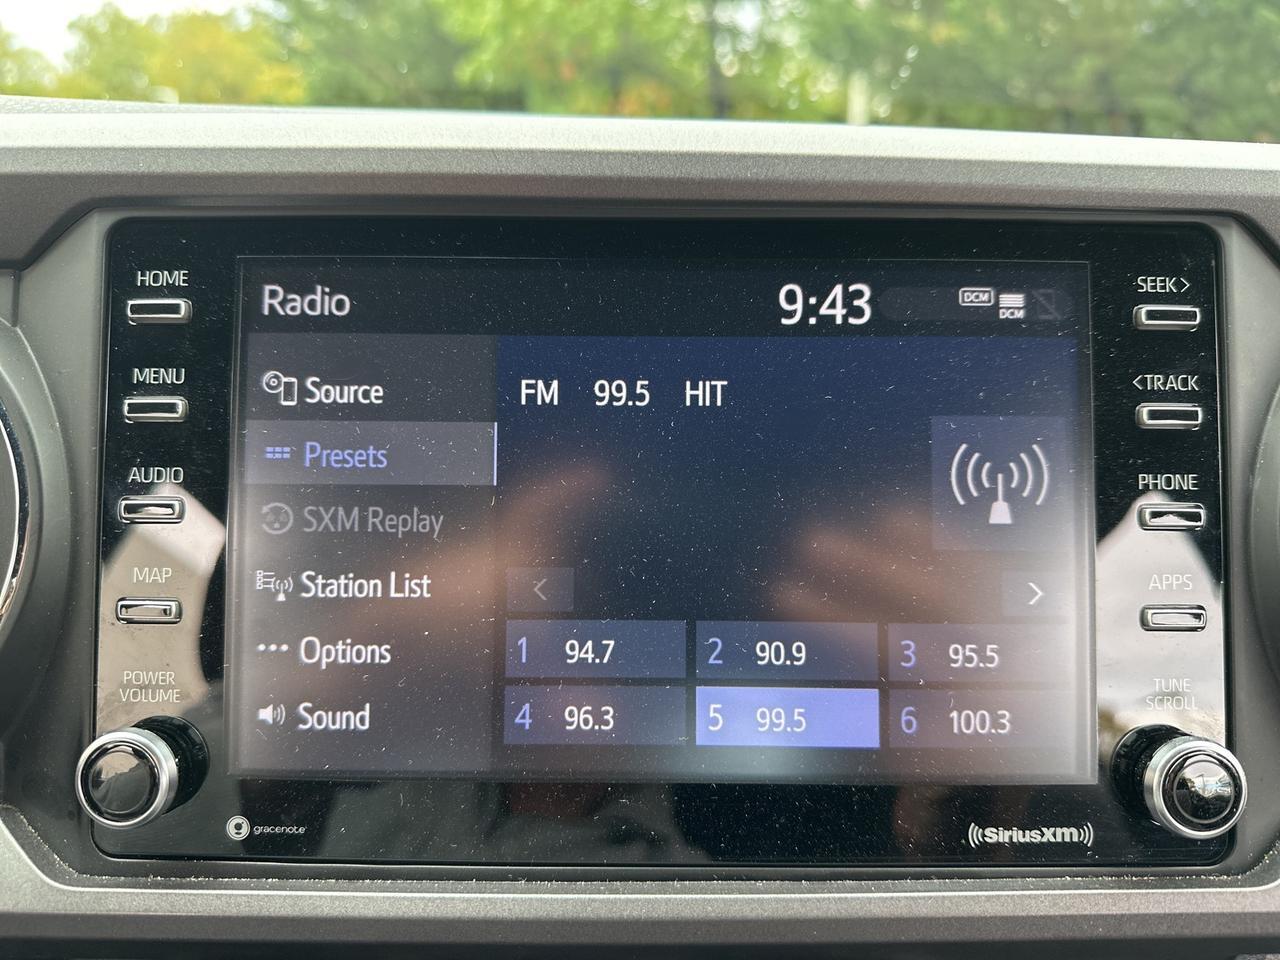 HOME
MENU
AUDIO
MAP
POWER
VOLUME
Radio
9:43
DCM
DCM
Source
Presets
SXM Replay
Station List
Options
Sound
FM 99.5 HIT
< >
1 94.7
2 90.9
3 95.5
4 96.3
5 99.5
6 100.3
SEEK >
< TRACK
PHONE
APPS
TUNE
SCROLL
gracenote
((SiriusXM))